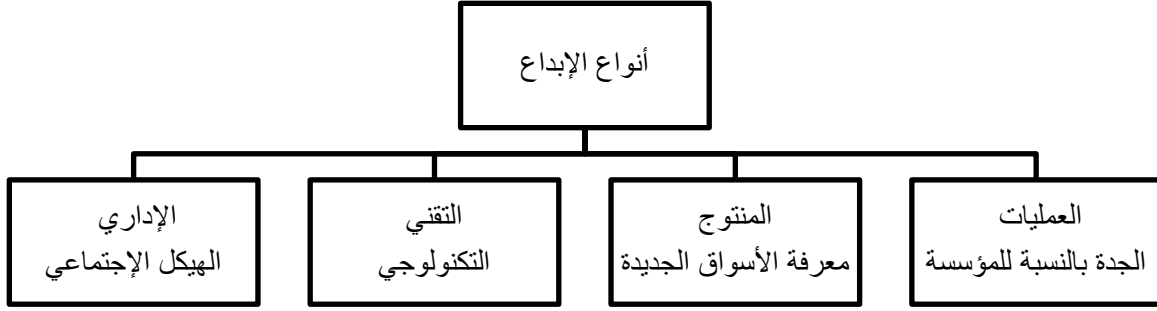 أنواع الإبداع
العمليات
الجدة بالنسبة للمؤسسة
المنتوج
معرفة الأسواق الجديدة
التقني
التكنولوجي
الإداري
الهيكل الإجتماعي